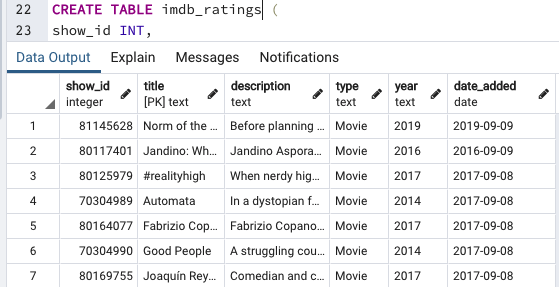 22 CREATE TABLE imdb_ratings (
23 show_id INT,
Data Output Explain Messages Notifications
show_id title description type year date_added
integer [PK] text text text text date
1 81145628 Norm of the ... Before planning ... Movie 2019 2019-09-09
2 80117401 Jandino: Wh... Jandino Aspora... Movie 2016 2016-09-09
3 80125979 #realityhigh When nerdy hig... Movie 2017 2017-09-08
4 70304989 Automata In a dystopian f... Movie 2014 2017-09-08
5 80164077 Fabrizio Cop... Fabrizio Copano... Movie 2017 2017-09-08
6 70304990 Good People A struggling cou... Movie 2014 2017-09-08
7 80169755 Joaquín Rey... Comedian and c... Movie 2017 2017-09-08